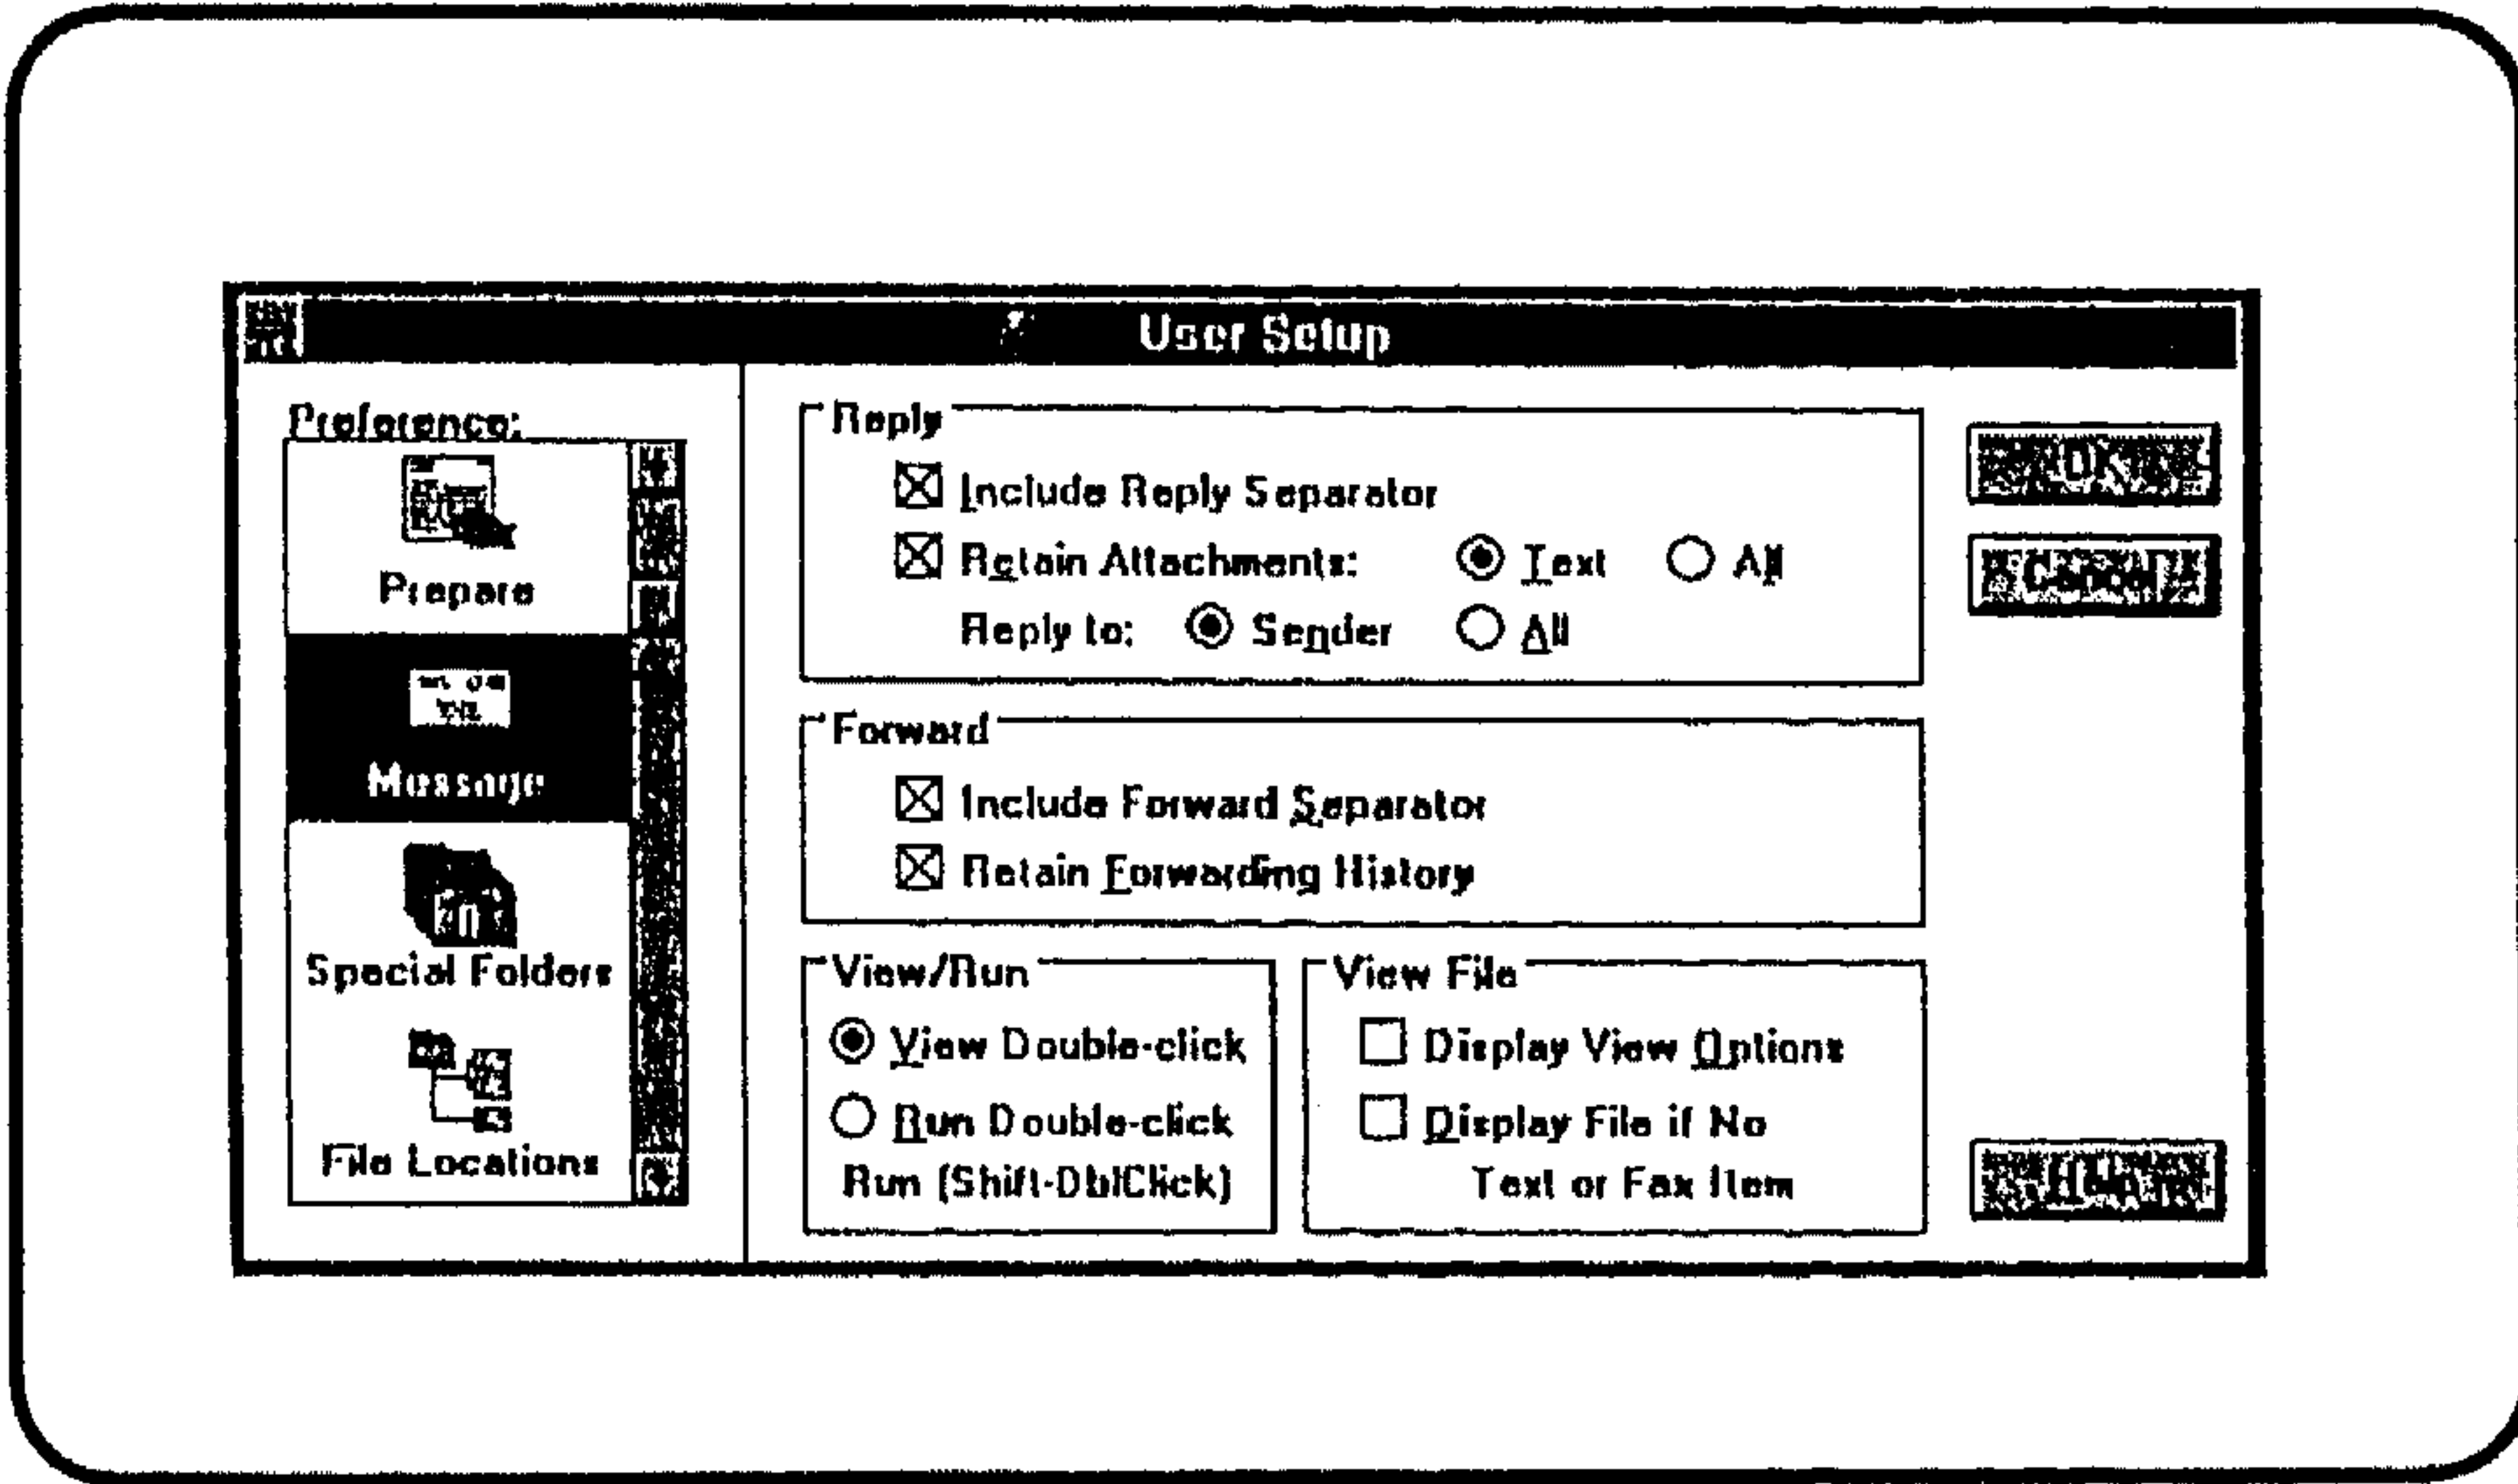 User Setup
Preference:
Prepare
Message
Special Folders
File Locations
Reply
Include Reply Separator
Retain Attachments: Text All
Reply to: Sender All
Forward
Include Forward Separator
Retain Forwarding History
View/Run
View Double-click
Run Double-click
Run (Shift-DblClick)
View File
Display View Options
Display File if No
Text or Fax Item
OK
Cancel
Help